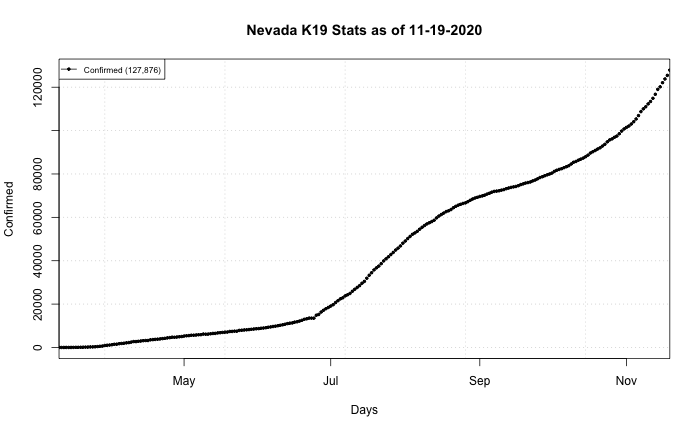 Nevada K19 Stats as of 11-19-2020
Confirmed (127,876)
120000
80000
60000
40000
20000
0
Confirmed
May
Jul
Sep
Nov
Days